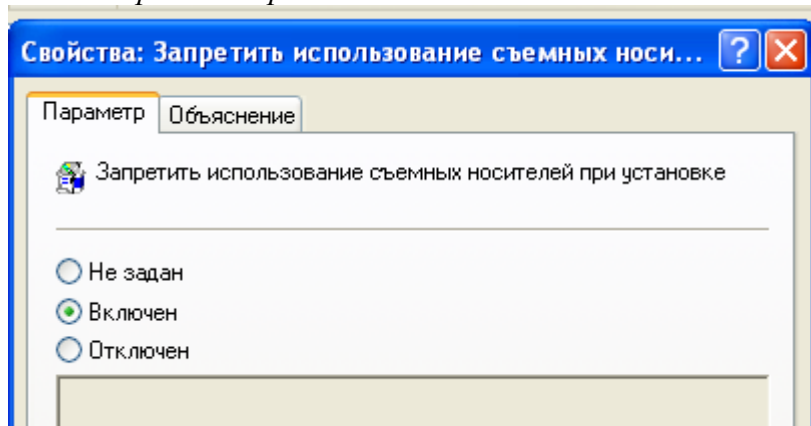 Свойства: Запретить использование съемных носи...
Параметр Объяснение
Запретить использование съемных носителей при установке
Не задан
Включен
Отключен